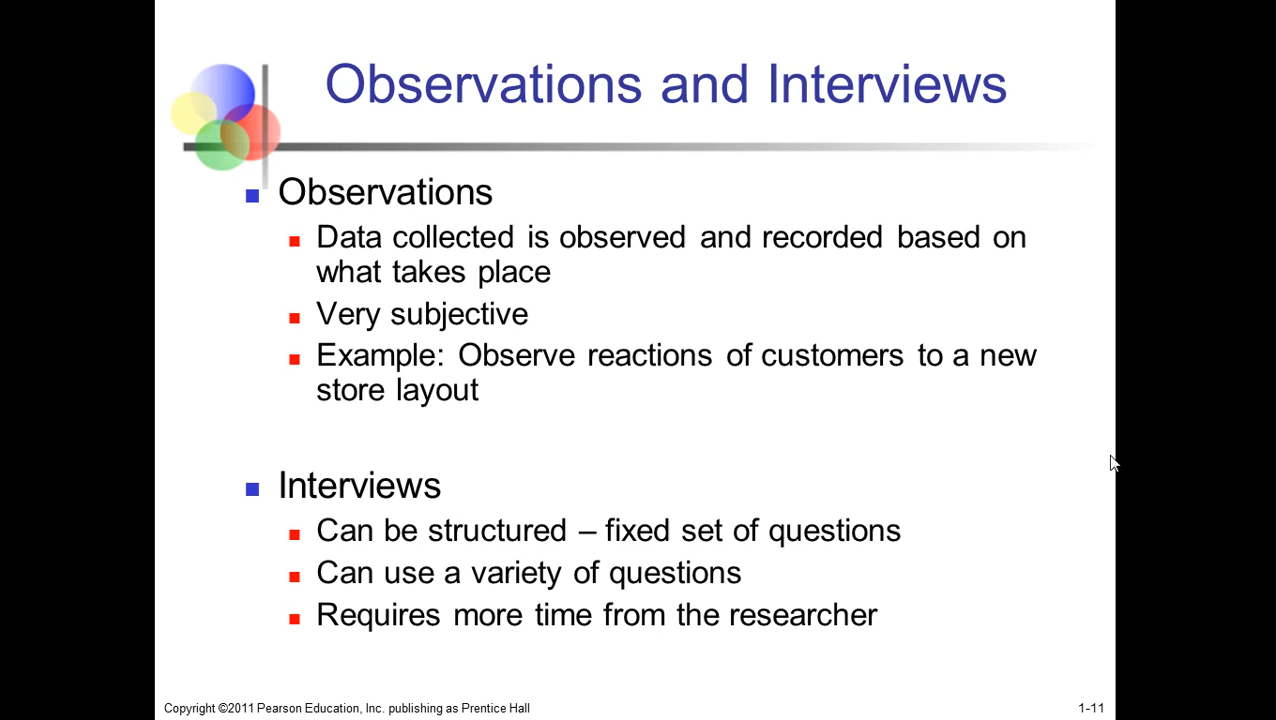 Observations and Interviews
Observations
Data collected is observed and recorded based on
what takes place
Very subjective
Example: Observe reactions of customers to a new
store layout
Interviews
Can be structured – fixed set of questions
Can use a variety of questions
Requires more time from the researcher
Copyright ©2011 Pearson Education, Inc. publishing as Prentice Hall
1-11